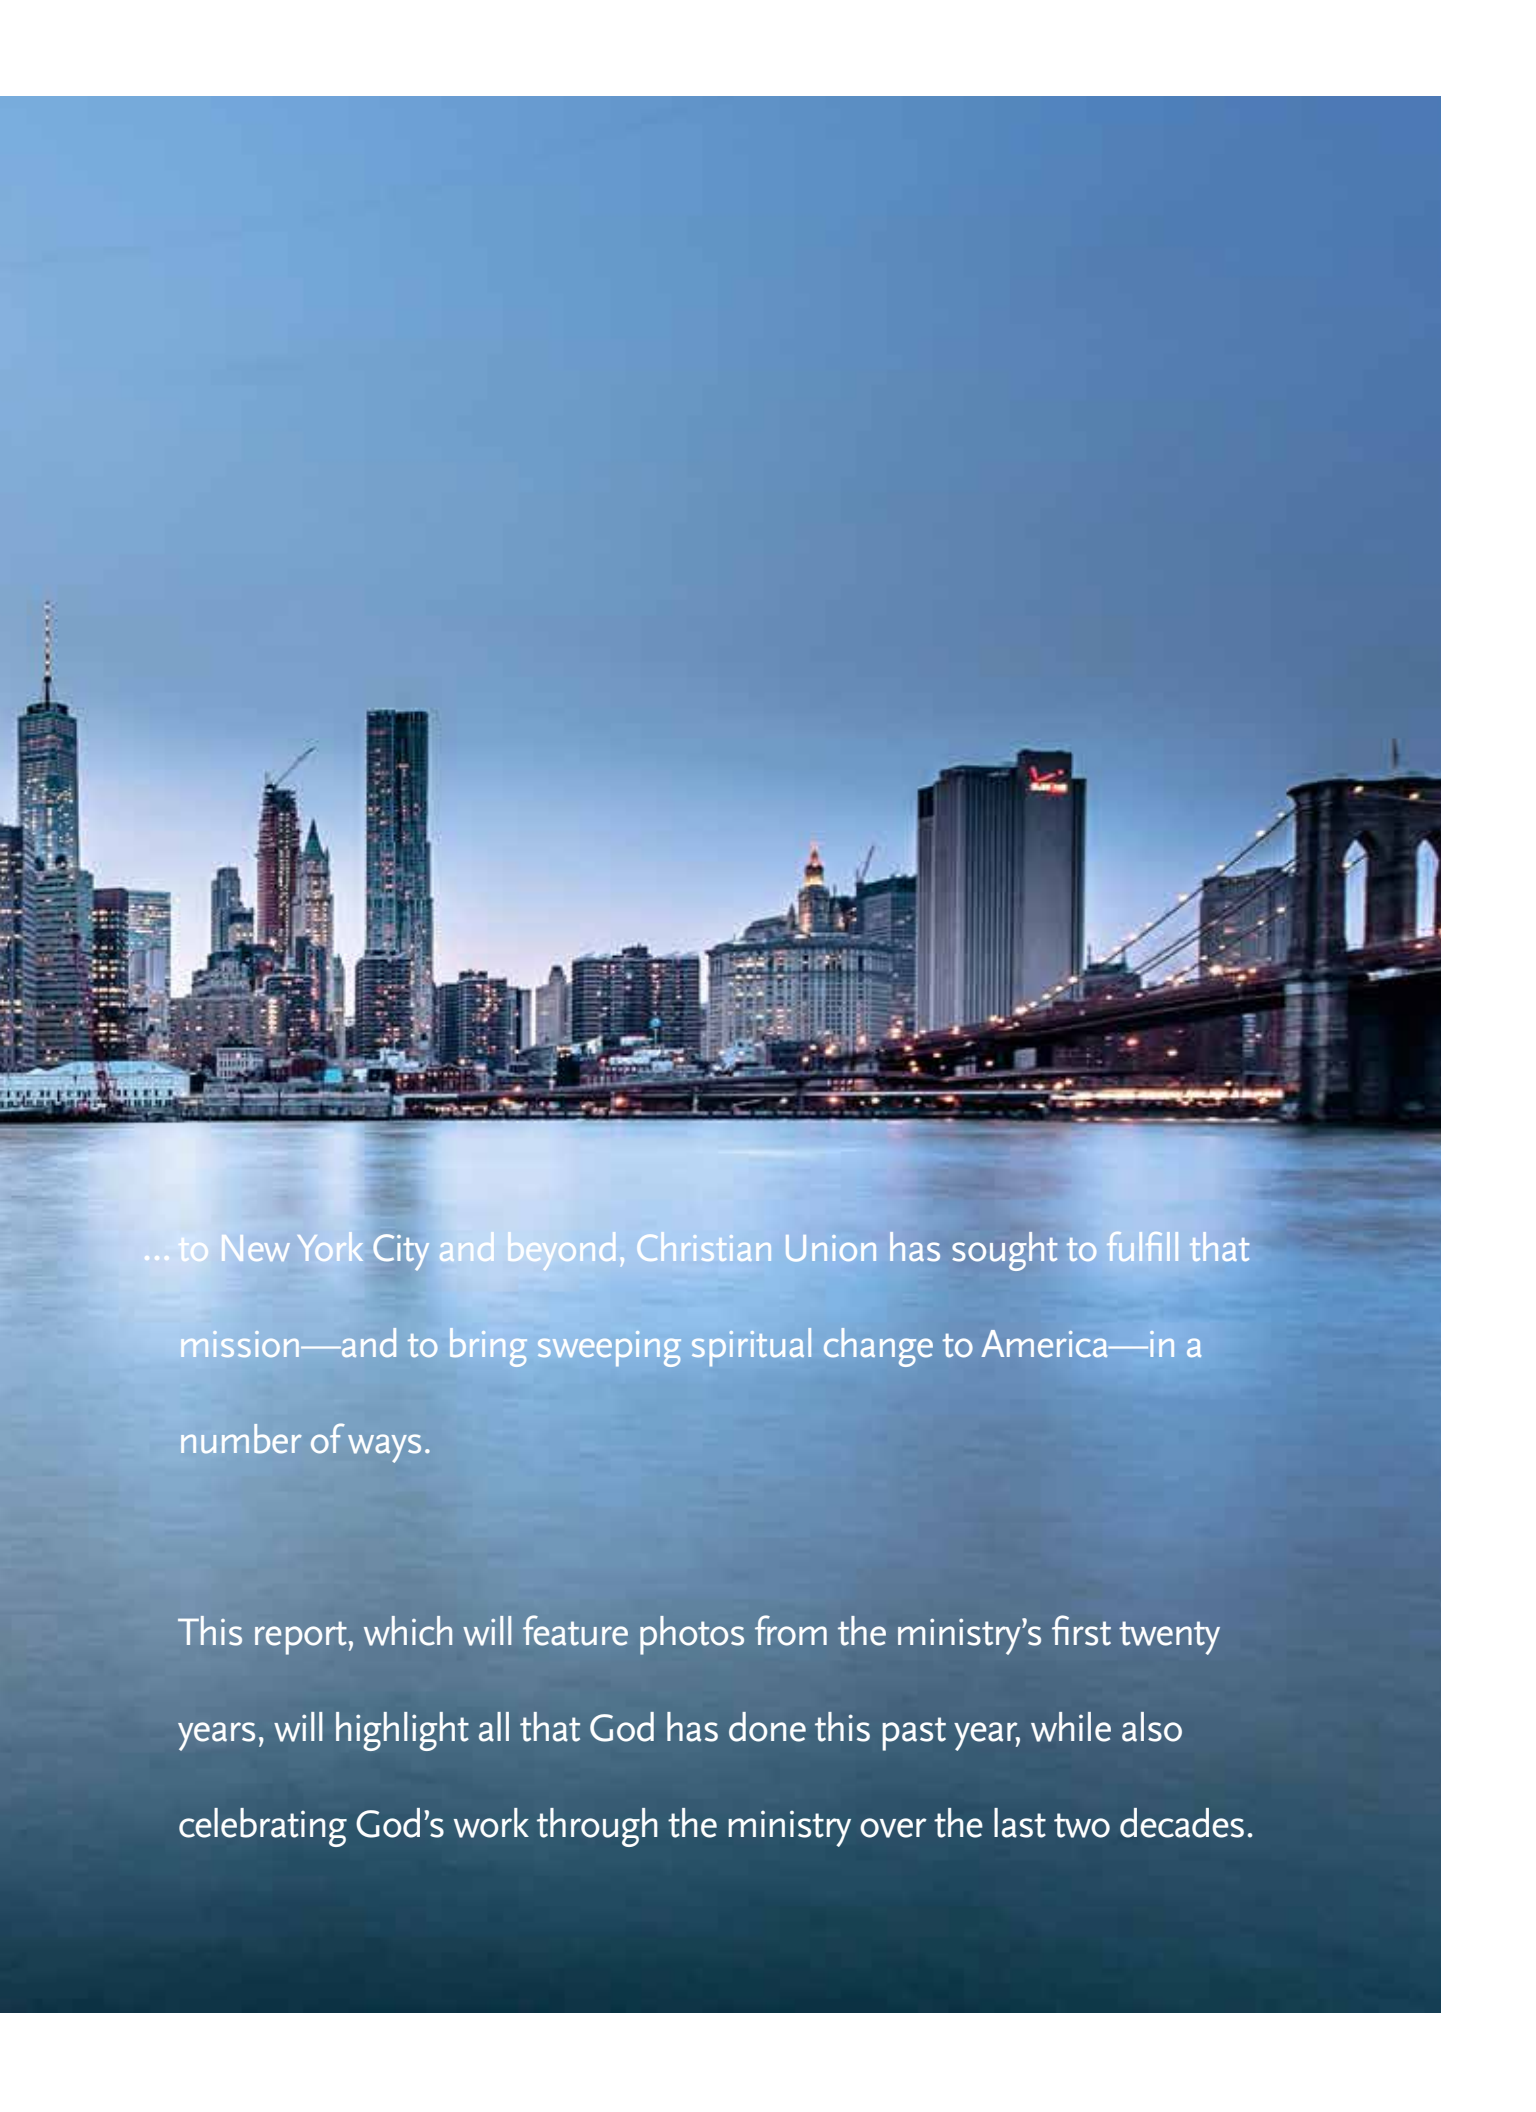 ... to New York City and beyond, Christian Union has sought to fulfill that
mission—and to bring sweeping spiritual change to America—in a
number of ways.
This report, which will feature photos from the ministry’s first twenty
years, will highlight all that God has done this past year, while also
celebrating God’s work through the ministry over the last two decades.